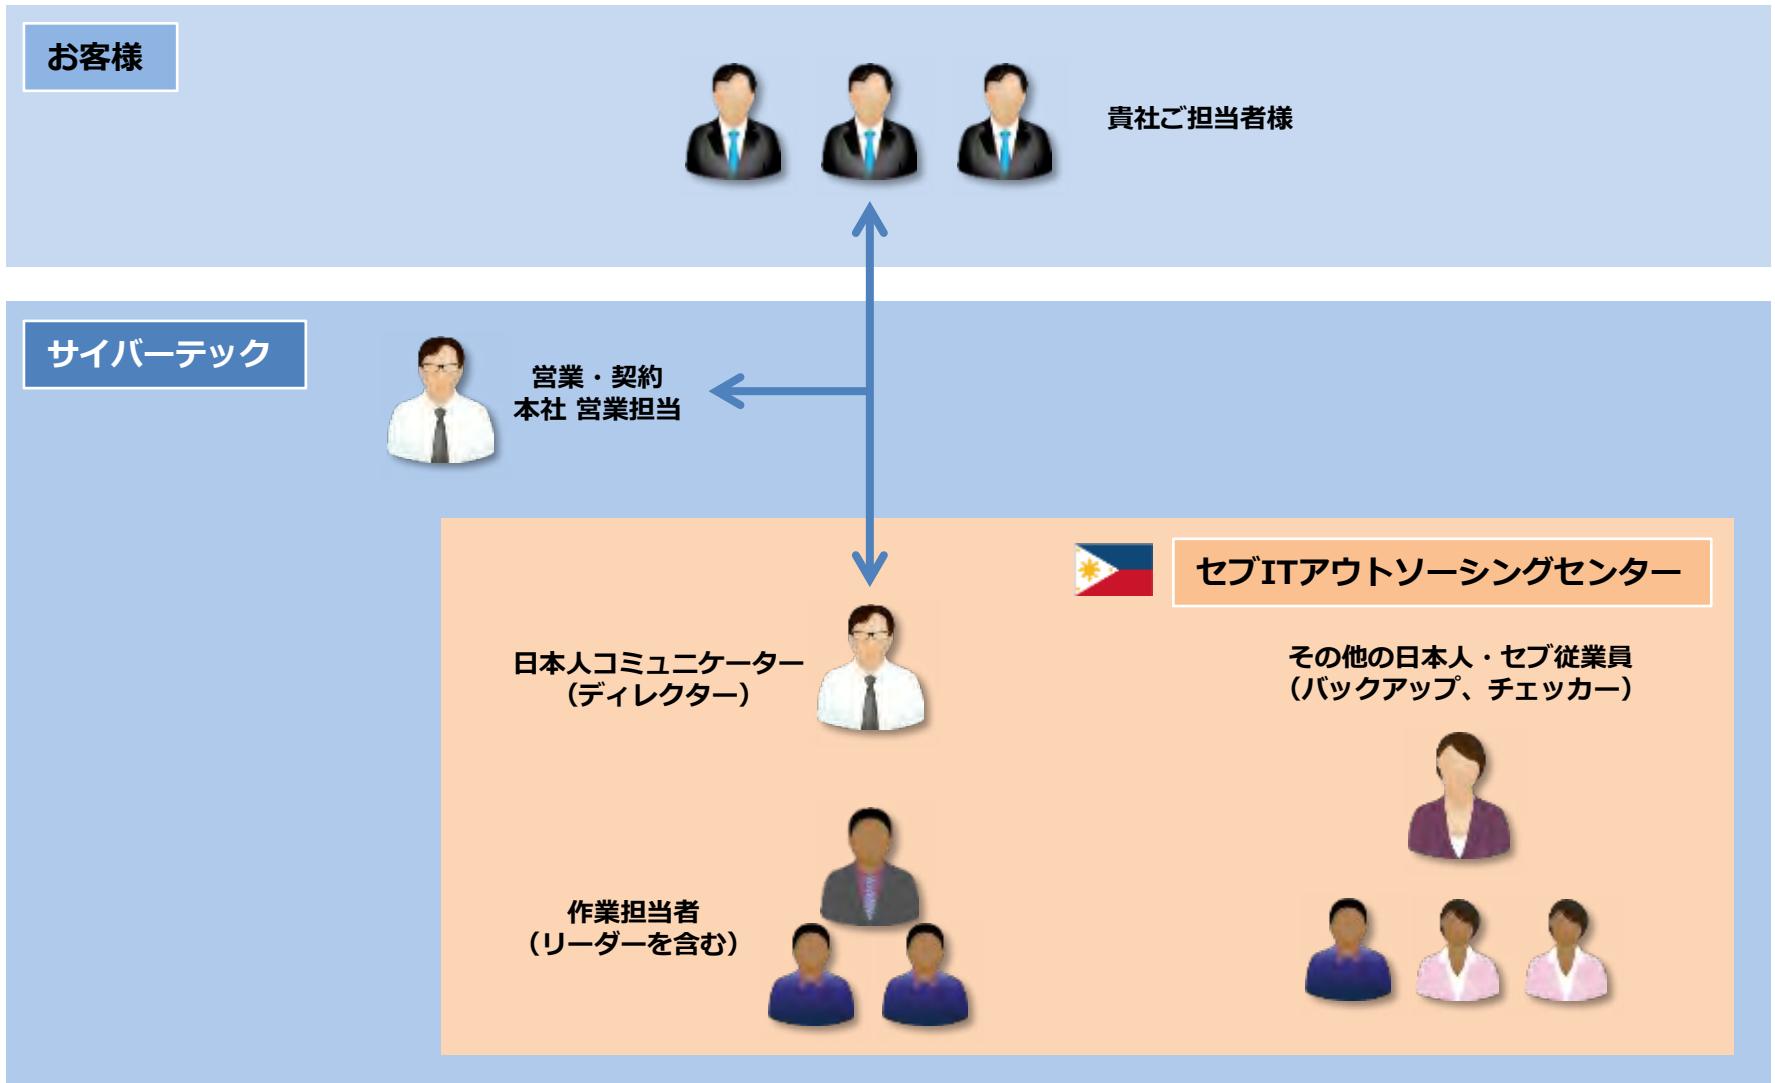 お客様
貴社ご担当者様
サイバーテック
営業・契約
本社 営業担当
セブITアウトソーシングセンター
日本人コミュニケーター
（ディレクター）
その他の日本人・セブ従業員
（バックアップ、チェッカー）
作業担当者
（リーダーを含む）